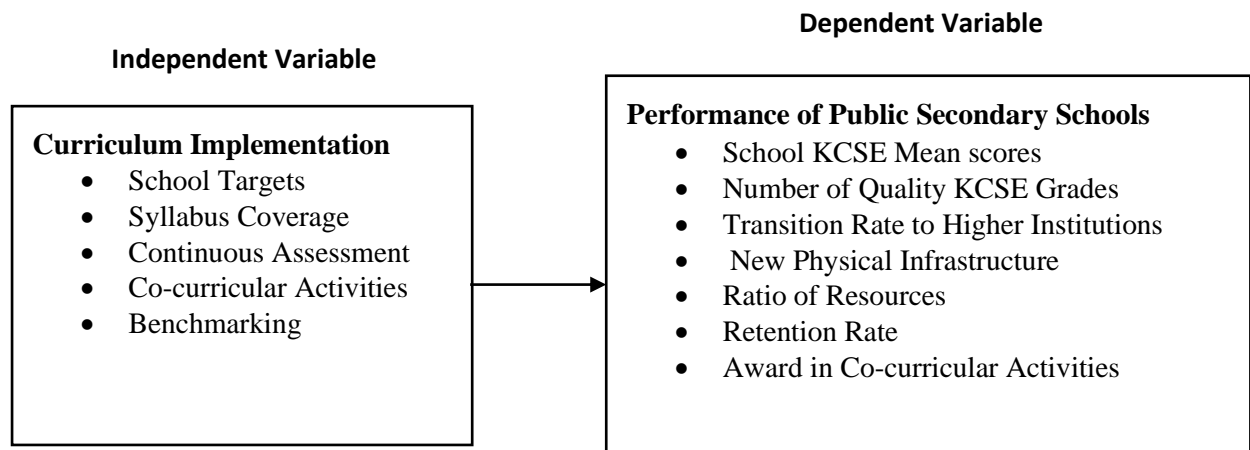 Independent Variable
Curriculum Implementation
• School Targets
• Syllabus Coverage
• Continuous Assessment
• Co-curricular Activities
• Benchmarking
Dependent Variable
Performance of Public Secondary Schools
• School KCSE Mean scores
• Number of Quality KCSE Grades
• Transition Rate to Higher Institutions
• New Physical Infrastructure
• Ratio of Resources
• Retention Rate
• Award in Co-curricular Activities